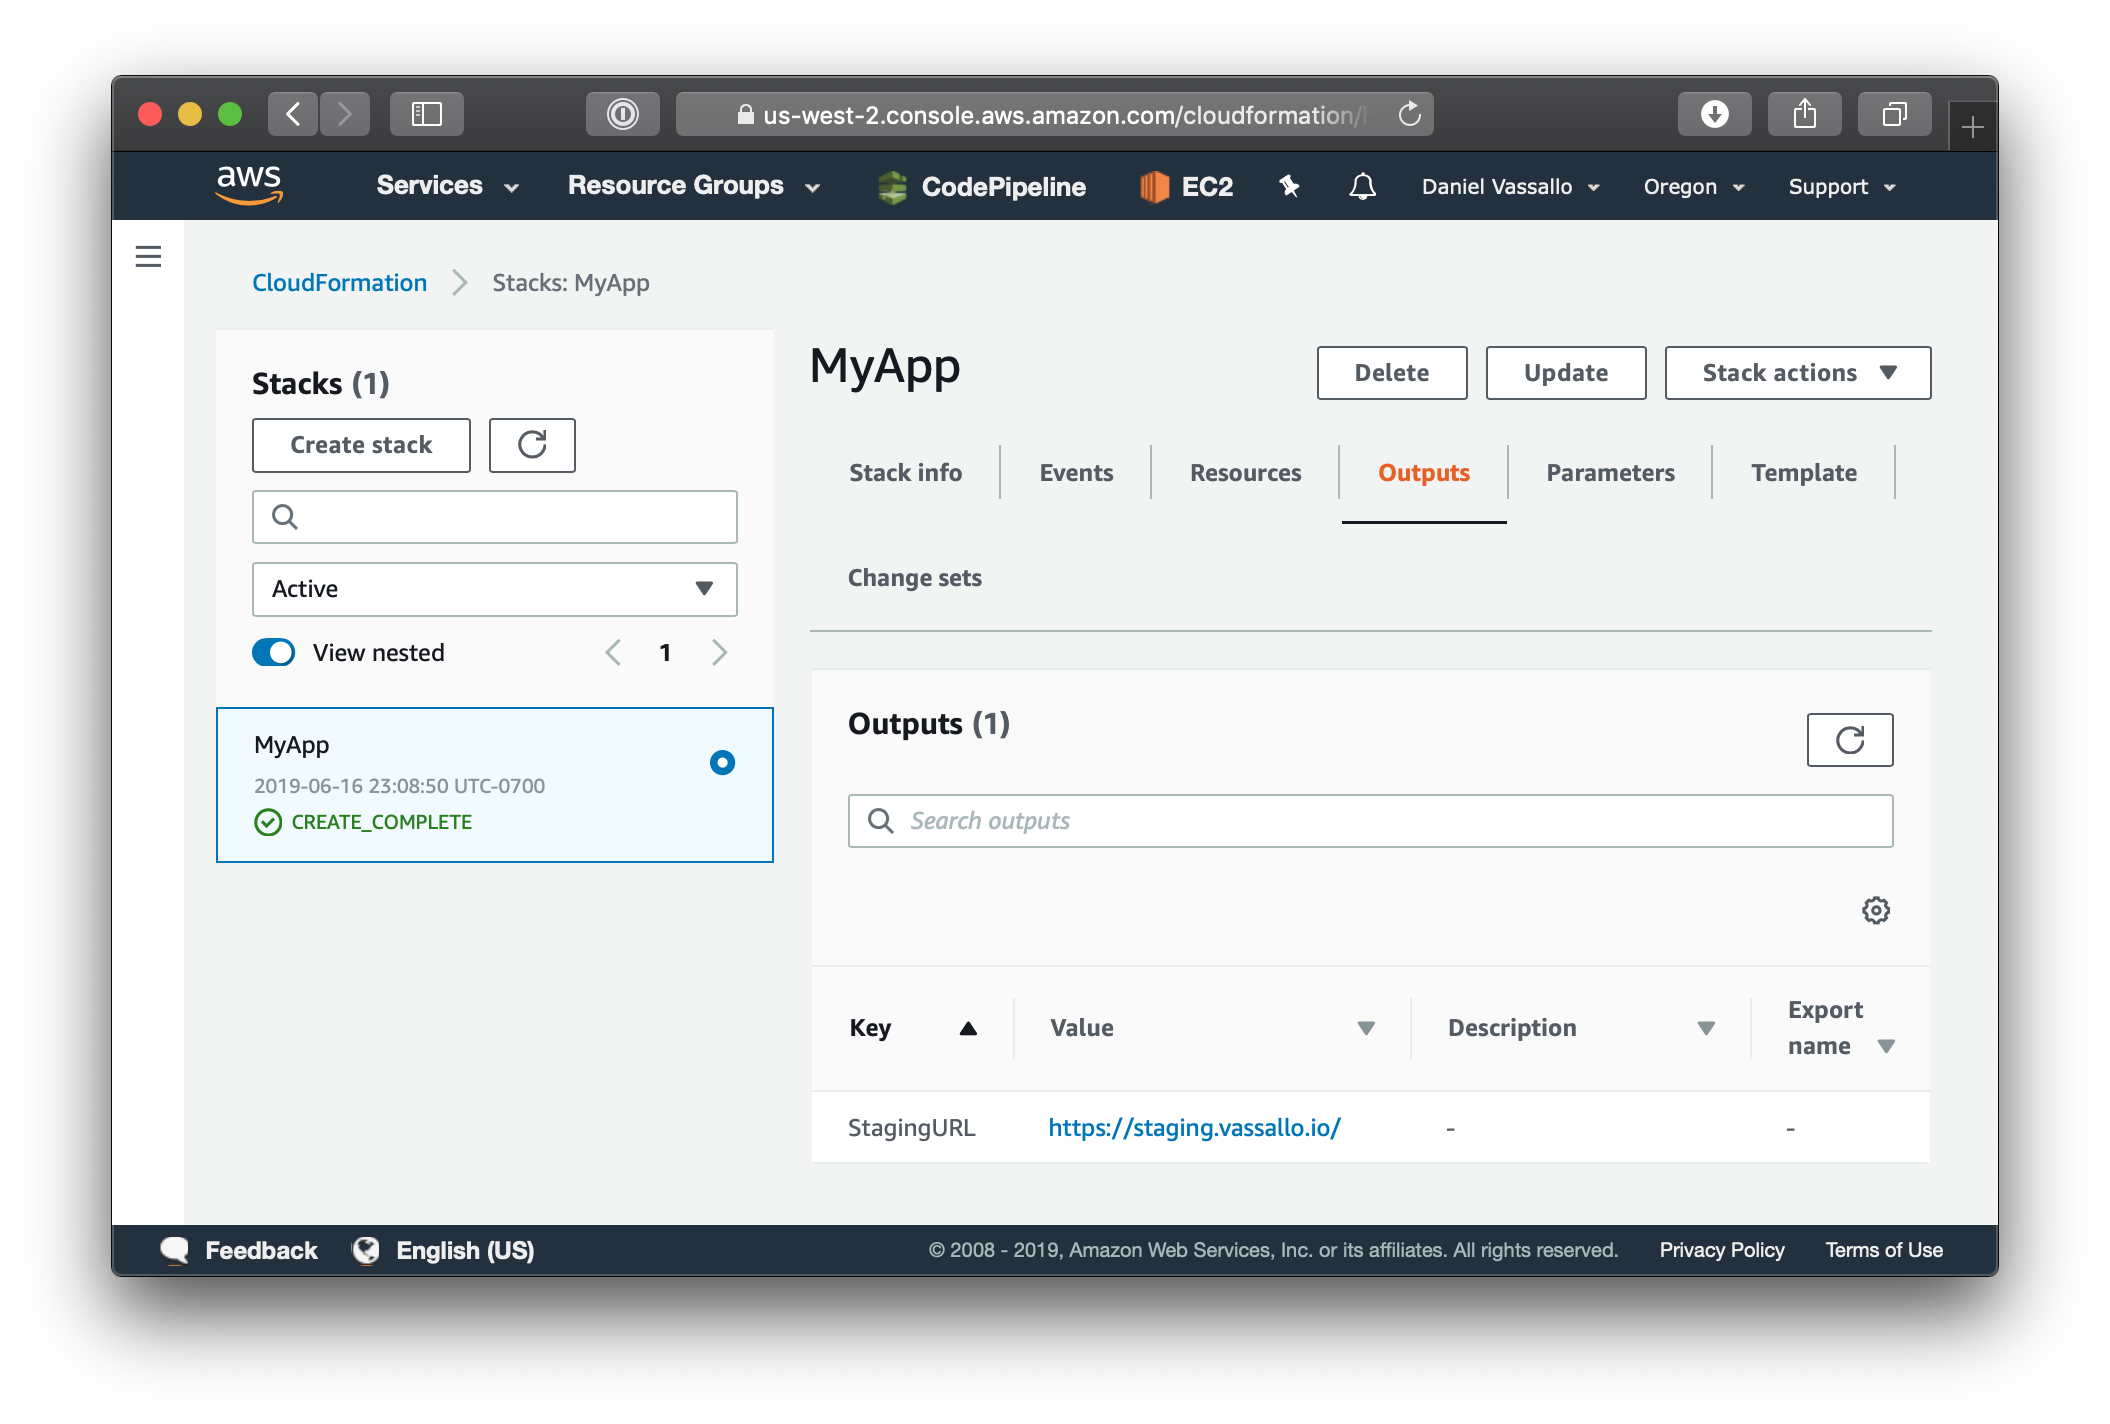 us-west-2.console.aws.amazon.com/cloudformation/
aws Services Resource Groups CodePipeline EC2 Daniel Vassallo Oregon Support
CloudFormation Stacks: MyApp
Stacks (1)
Create stack
Active
View nested 1
MyApp
2019-06-16 23:08:50 UTC-0700
CREATE_COMPLETE
MyApp Delete Update Stack actions
Stack info Events Resources Outputs Parameters Template
Change sets
Outputs (1)
Search outputs
Key Value Description Export name
StagingURL https://staging.vassallo.io/ - -
Feedback English (US) © 2008 - 2019, Amazon Web Services, Inc. or its affiliates. All rights reserved. Privacy Policy Terms of Use